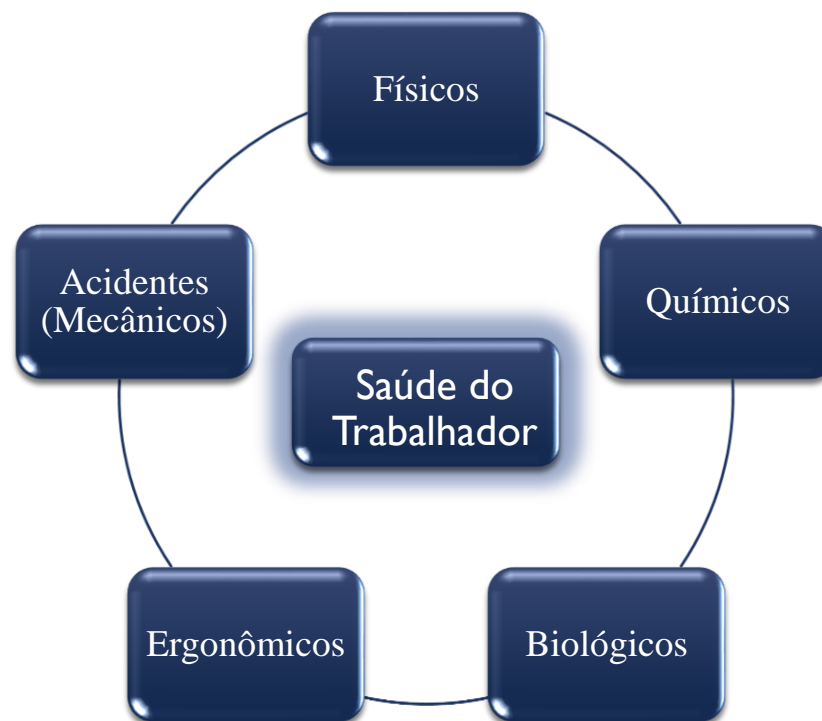 Físicos
Químicos
Biológicos
Ergonômicos
Acidentes
(Mecânicos)
Saúde do
Trabalhador